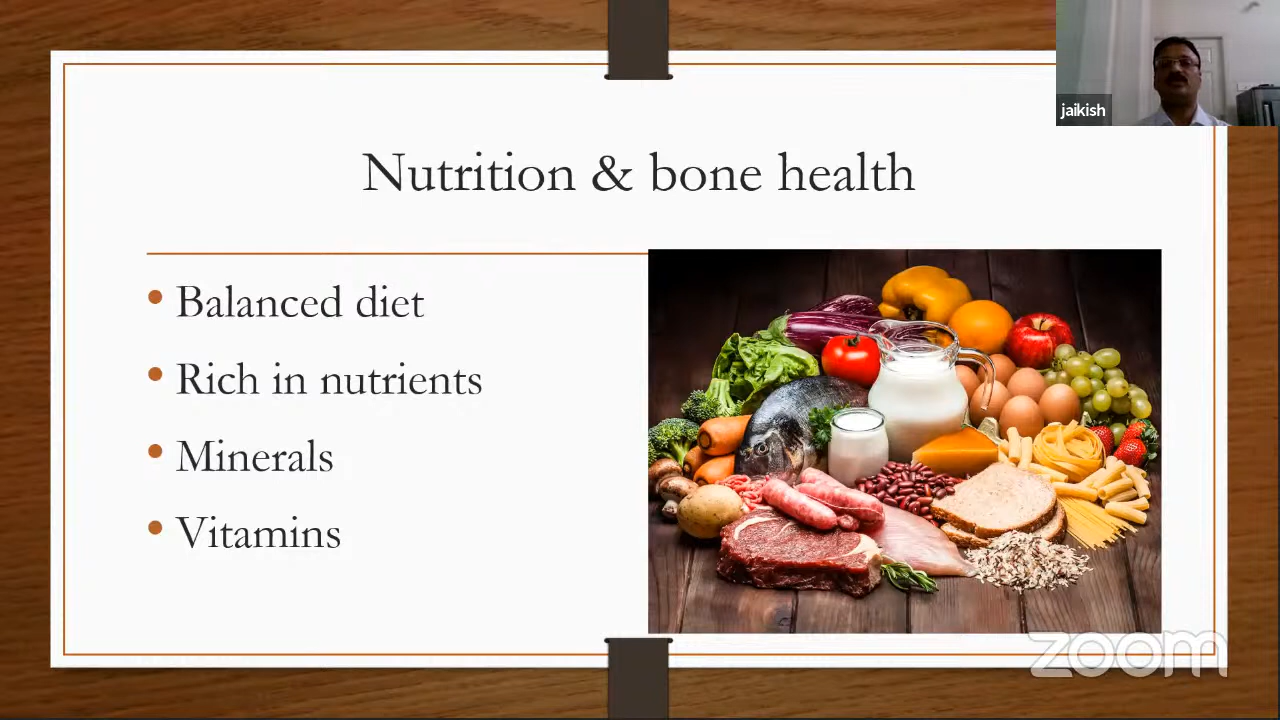 jaikish
Nutrition & bone health
• Balanced diet
• Rich in nutrients
• Minerals
• Vitamins
zoom